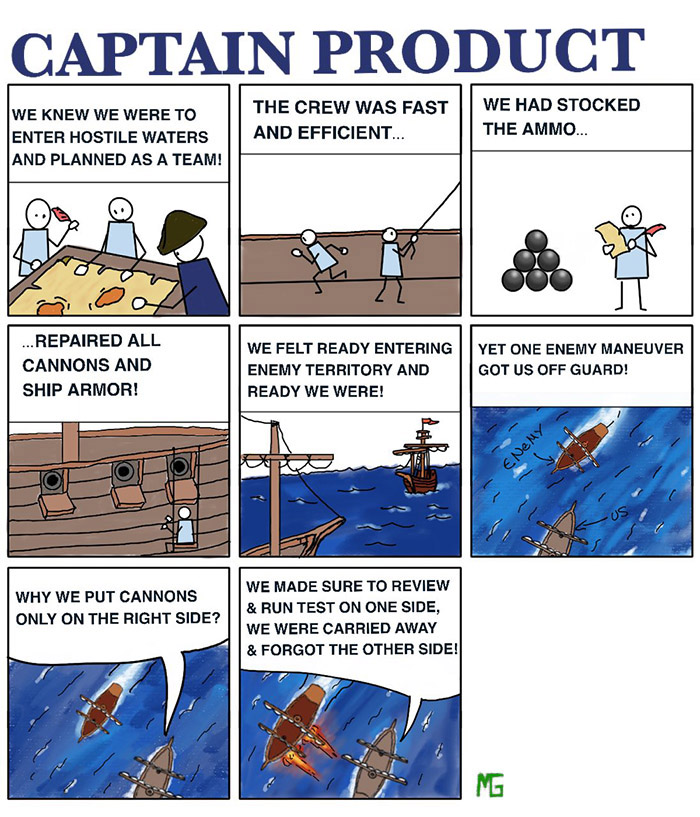 CAPTAIN PRODUCT
WE KNEW WE WERE TO
ENTER HOSTILE WATERS
AND PLANNED AS A TEAM!
THE CREW WAS FAST
AND EFFICIENT...
WE HAD STOCKED
THE AMMO...
...REPAIRED ALL
CANNONS AND
SHIP ARMOR!
WE FELT READY ENTERING
ENEMY TERRITORY AND
READY WE WERE!
YET ONE ENEMY MANEUVER
GOT US OFF GUARD!
ENEMY
US
WHY WE PUT CANNONS
ONLY ON THE RIGHT SIDE?
WE MADE SURE TO REVIEW
& RUN TEST ON ONE SIDE,
WE WERE CARRIED AWAY
& FORGOT THE OTHER SIDE!
MG